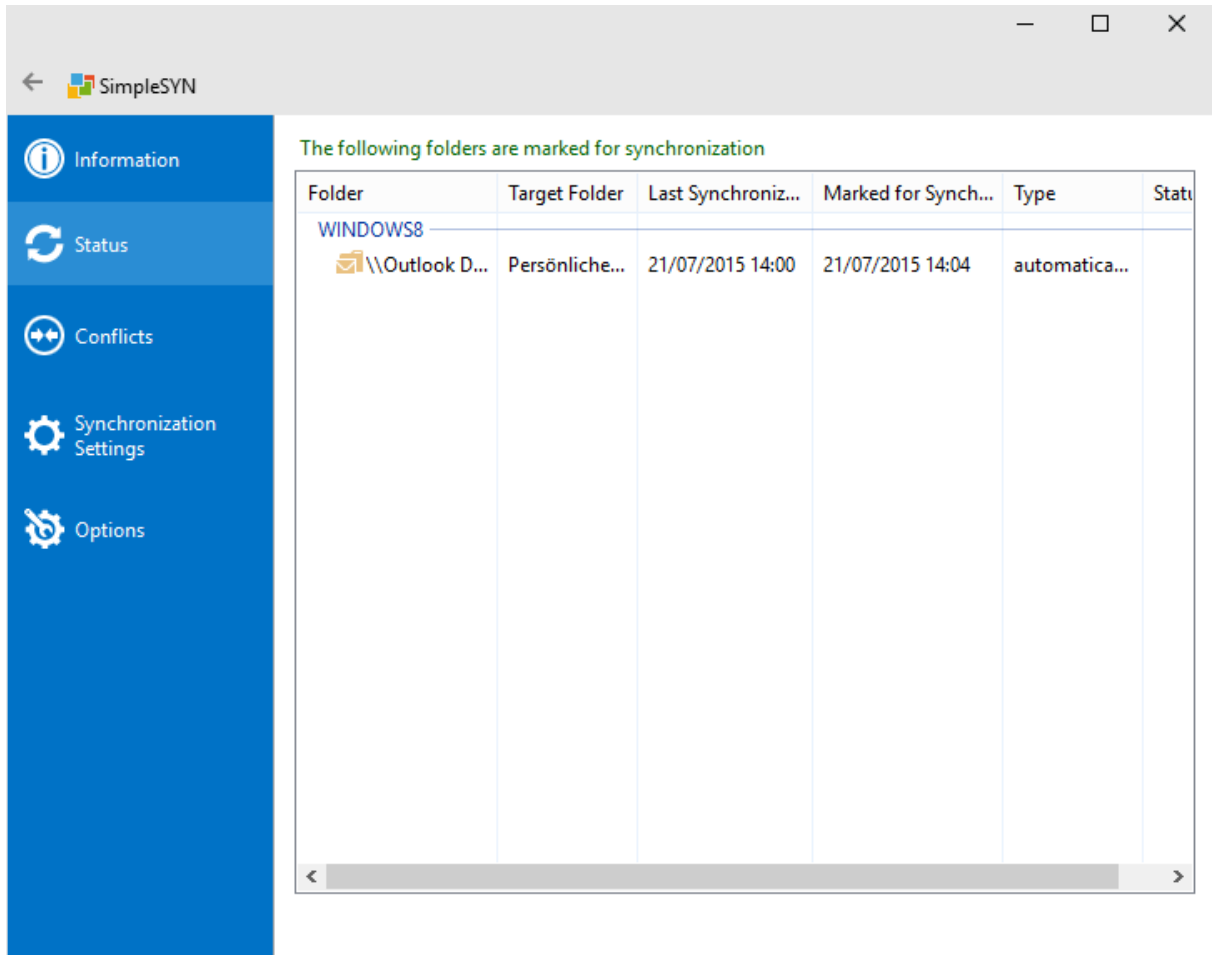 SimpleSYN
Information
Status
Conflicts
Synchronization
Settings
Options
The following folders are marked for synchronization
Folder Target Folder Last Synchroniz... Marked for Synch... Type Statu
WINDOWS8
\\Outlook D... Persönliche... 21/07/2015 14:00 21/07/2015 14:04 automatica...